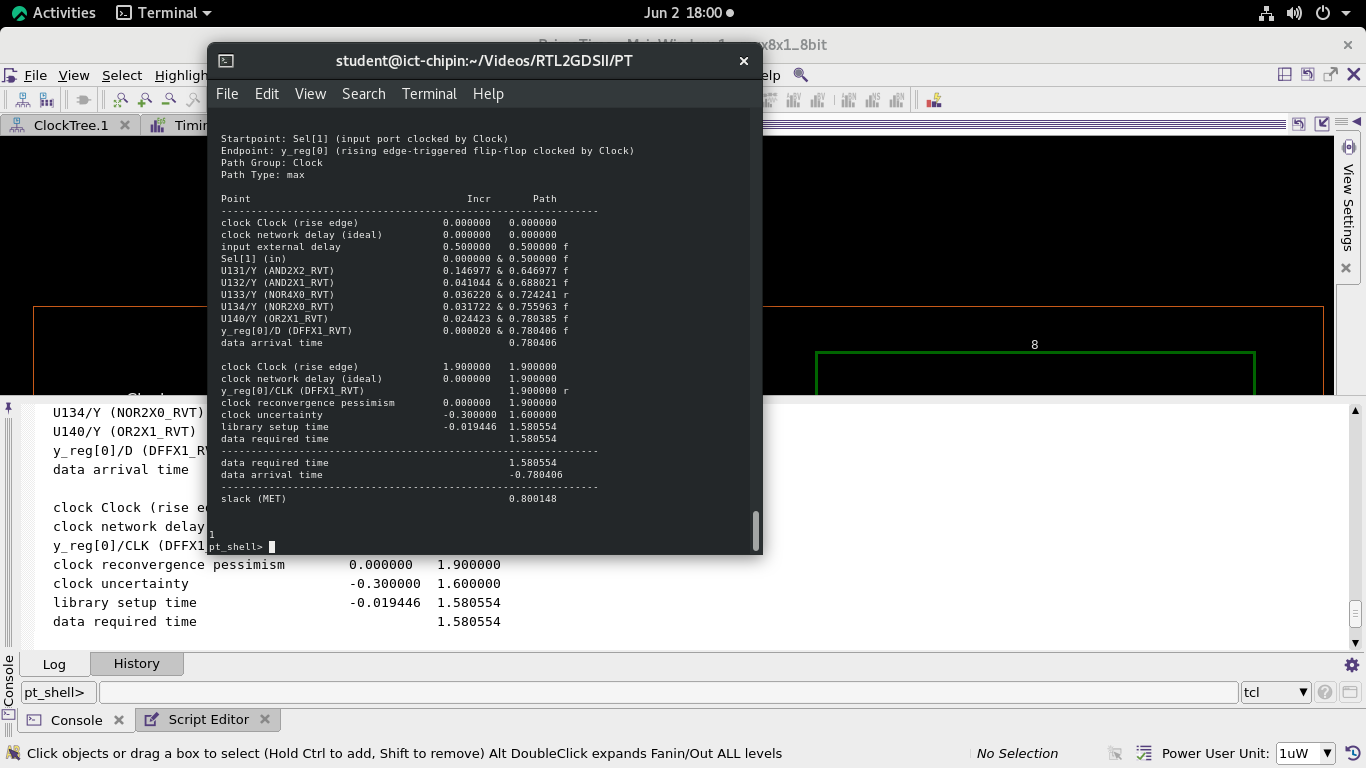 Activities
Terminal
Jun 2 18:00
x8x1_8bit
student@ict-chipin:~/Videos/RTL2GDSII/PT
File View Select Highligh
File Edit View Search Terminal Help
elp
ClockTree.1
Timin
Startpoint: Sel[1] (input port clocked by Clock)
Endpoint: y_reg[0] (rising edge-triggered flip-flop clocked by Clock)
Path Group: Clock
Path Type: max
Point Incr Path
---------------------------------------------------------------
clock Clock (rise edge) 0.000000 0.000000
clock network delay (ideal) 0.000000 0.000000
input external delay 0.500000 0.500000 f
Sel[1] (in) 0.000000 & 0.500000 f
U131/Y (AND2X2_RVT) 0.146977 & 0.646977 f
U132/Y (AND2X1_RVT) 0.041044 & 0.688021 f
U133/Y (NOR4X0_RVT) 0.036220 & 0.724241 r
U134/Y (NOR2X0_RVT) 0.031722 & 0.755963 f
U140/Y (OR2X1_RVT) 0.024423 & 0.780385 f
y_reg[0]/D (DFFX1_RVT) 0.000020 & 0.780406 f
data arrival time 0.780406
clock Clock (rise edge) 1.900000 1.900000
clock network delay (ideal) 0.000000 1.900000
y_reg[0]/CLK (DFFX1_RVT) 1.900000 r
clock reconvergence pessimism 0.000000 1.900000
clock uncertainty -0.300000 1.600000
library setup time -0.019446 1.580554
data required time 1.580554
---------------------------------------------------------------
data required time 1.580554
data arrival time -0.780406
---------------------------------------------------------------
slack (MET) 0.800148
1
pt_shell>
View Settings
8
U134/Y (NOR2X0_RVT)
U140/Y (OR2X1_RVT)
y_reg[0]/D (DFFX1_RV
data arrival time
clock Clock (rise ed
clock network delay
y_reg[0]/CLK (DFFX1_
clock reconvergence pessimism 0.000000 1.900000
clock uncertainty -0.300000 1.600000
library setup time -0.019446 1.580554
data required time 1.580554
Console
Log
History
pt_shell>
tcl
Console
Script Editor
Click objects or drag a box to select (Hold Ctrl to add, Shift to remove) Alt DoubleClick expands Fanin/Out ALL levels
No Selection
Power User Unit: 1uW